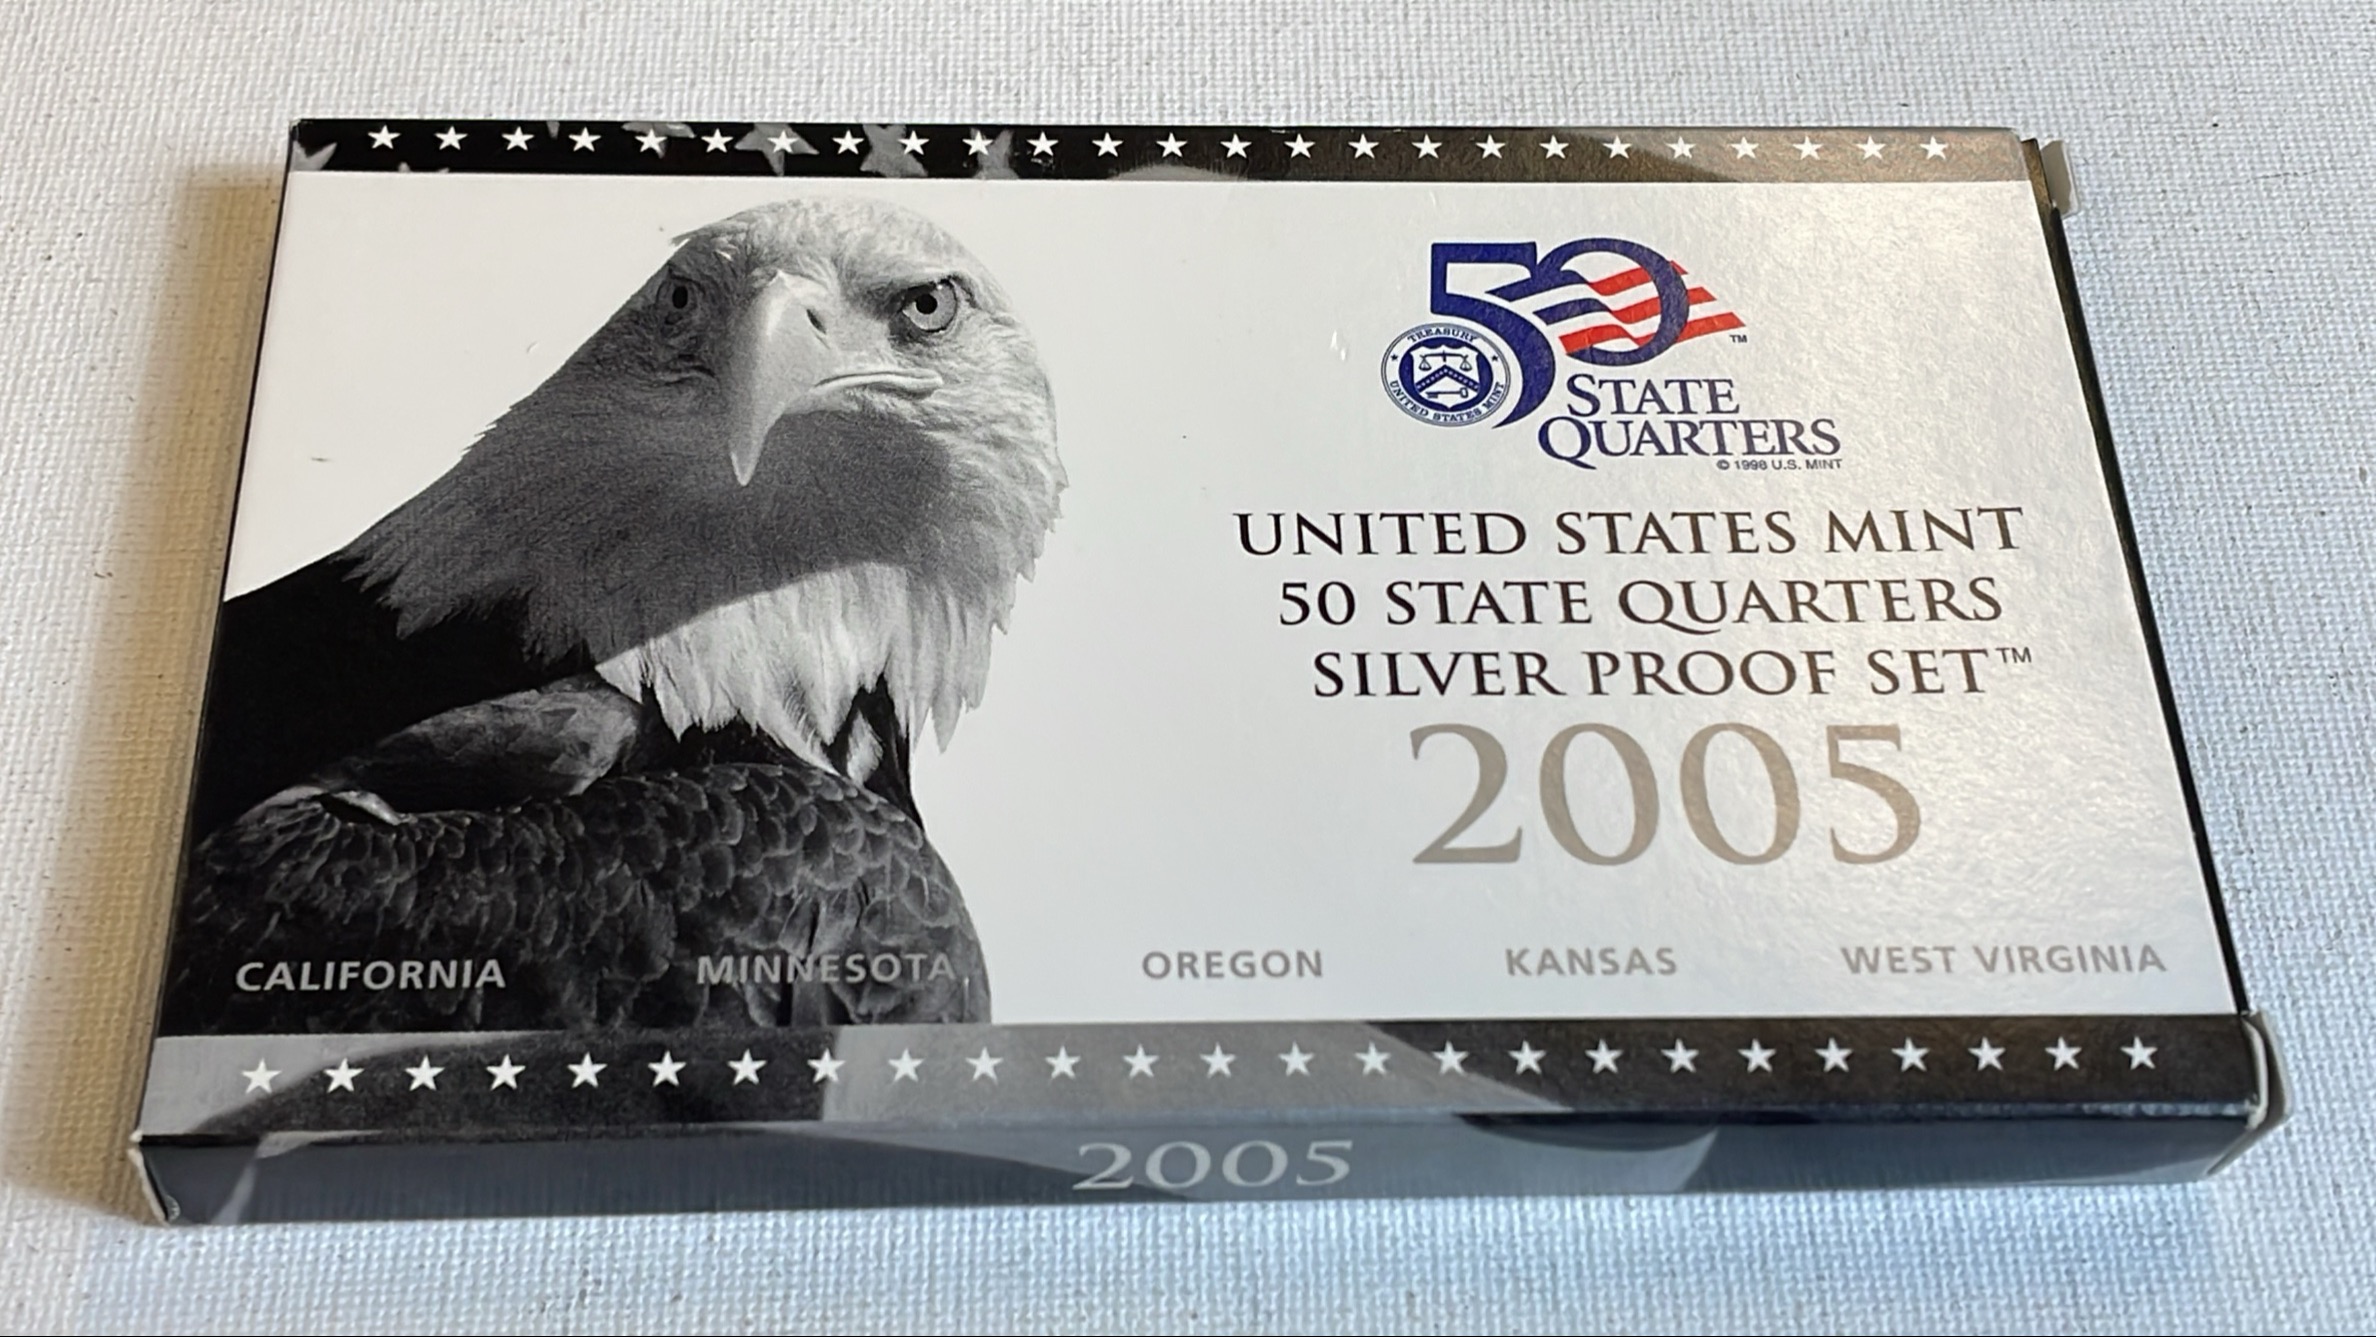 50
TREASURY
UNITED STATES MINT
TM
STATE
QUARTERS
© 1998 U.S. MINT
UNITED STATES MINT
50 STATE QUARTERS
SILVER PROOF SET™
2005
CALIFORNIA MINNESOTA OREGON KANSAS WEST VIRGINIA
2005